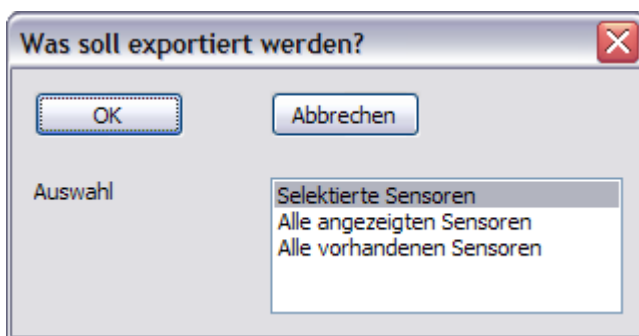 Was soll exportiert werden?
OK
Abbrechen
Auswahl
Selektierte Sensoren
Alle angezeigten Sensoren
Alle vorhandenen Sensoren